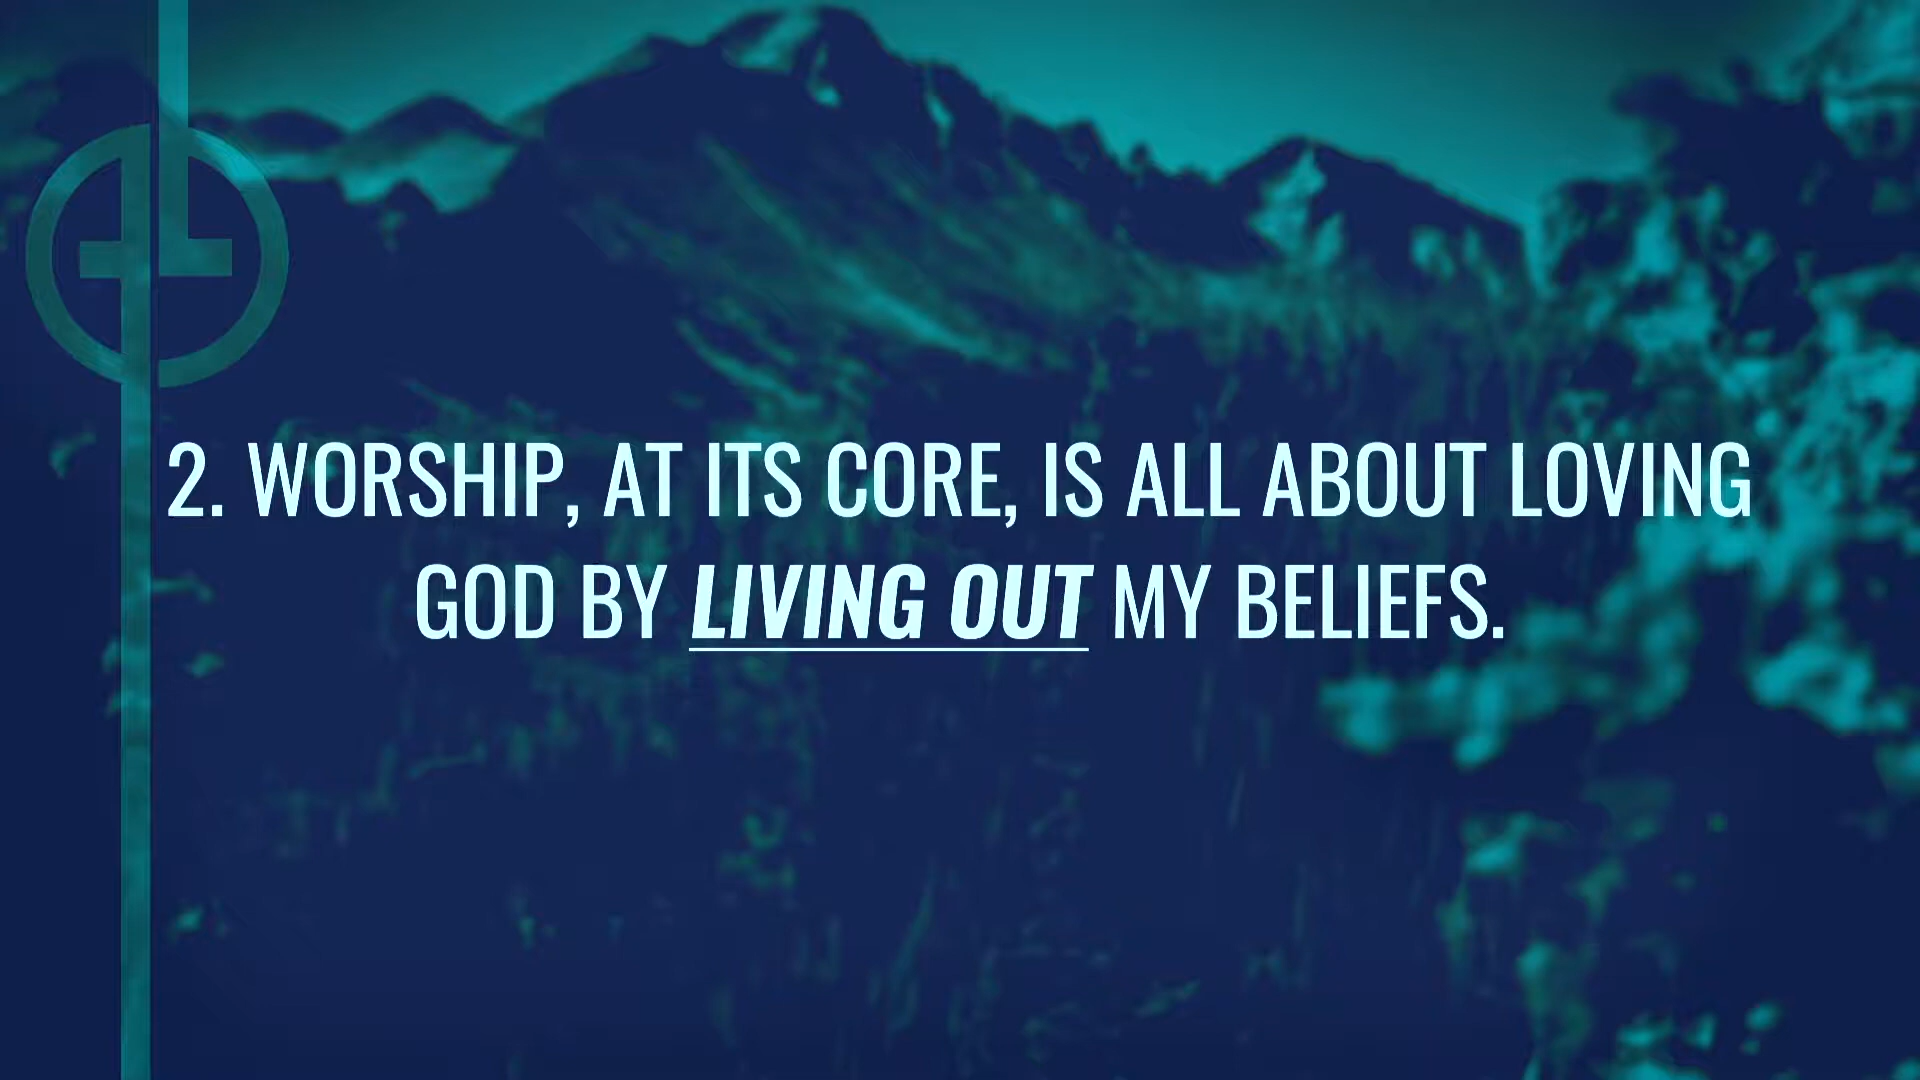 2. WORSHIP, AT ITS CORE, IS ALL ABOUT LOVING
GOD BY LIVING OUT MY BELIEFS.